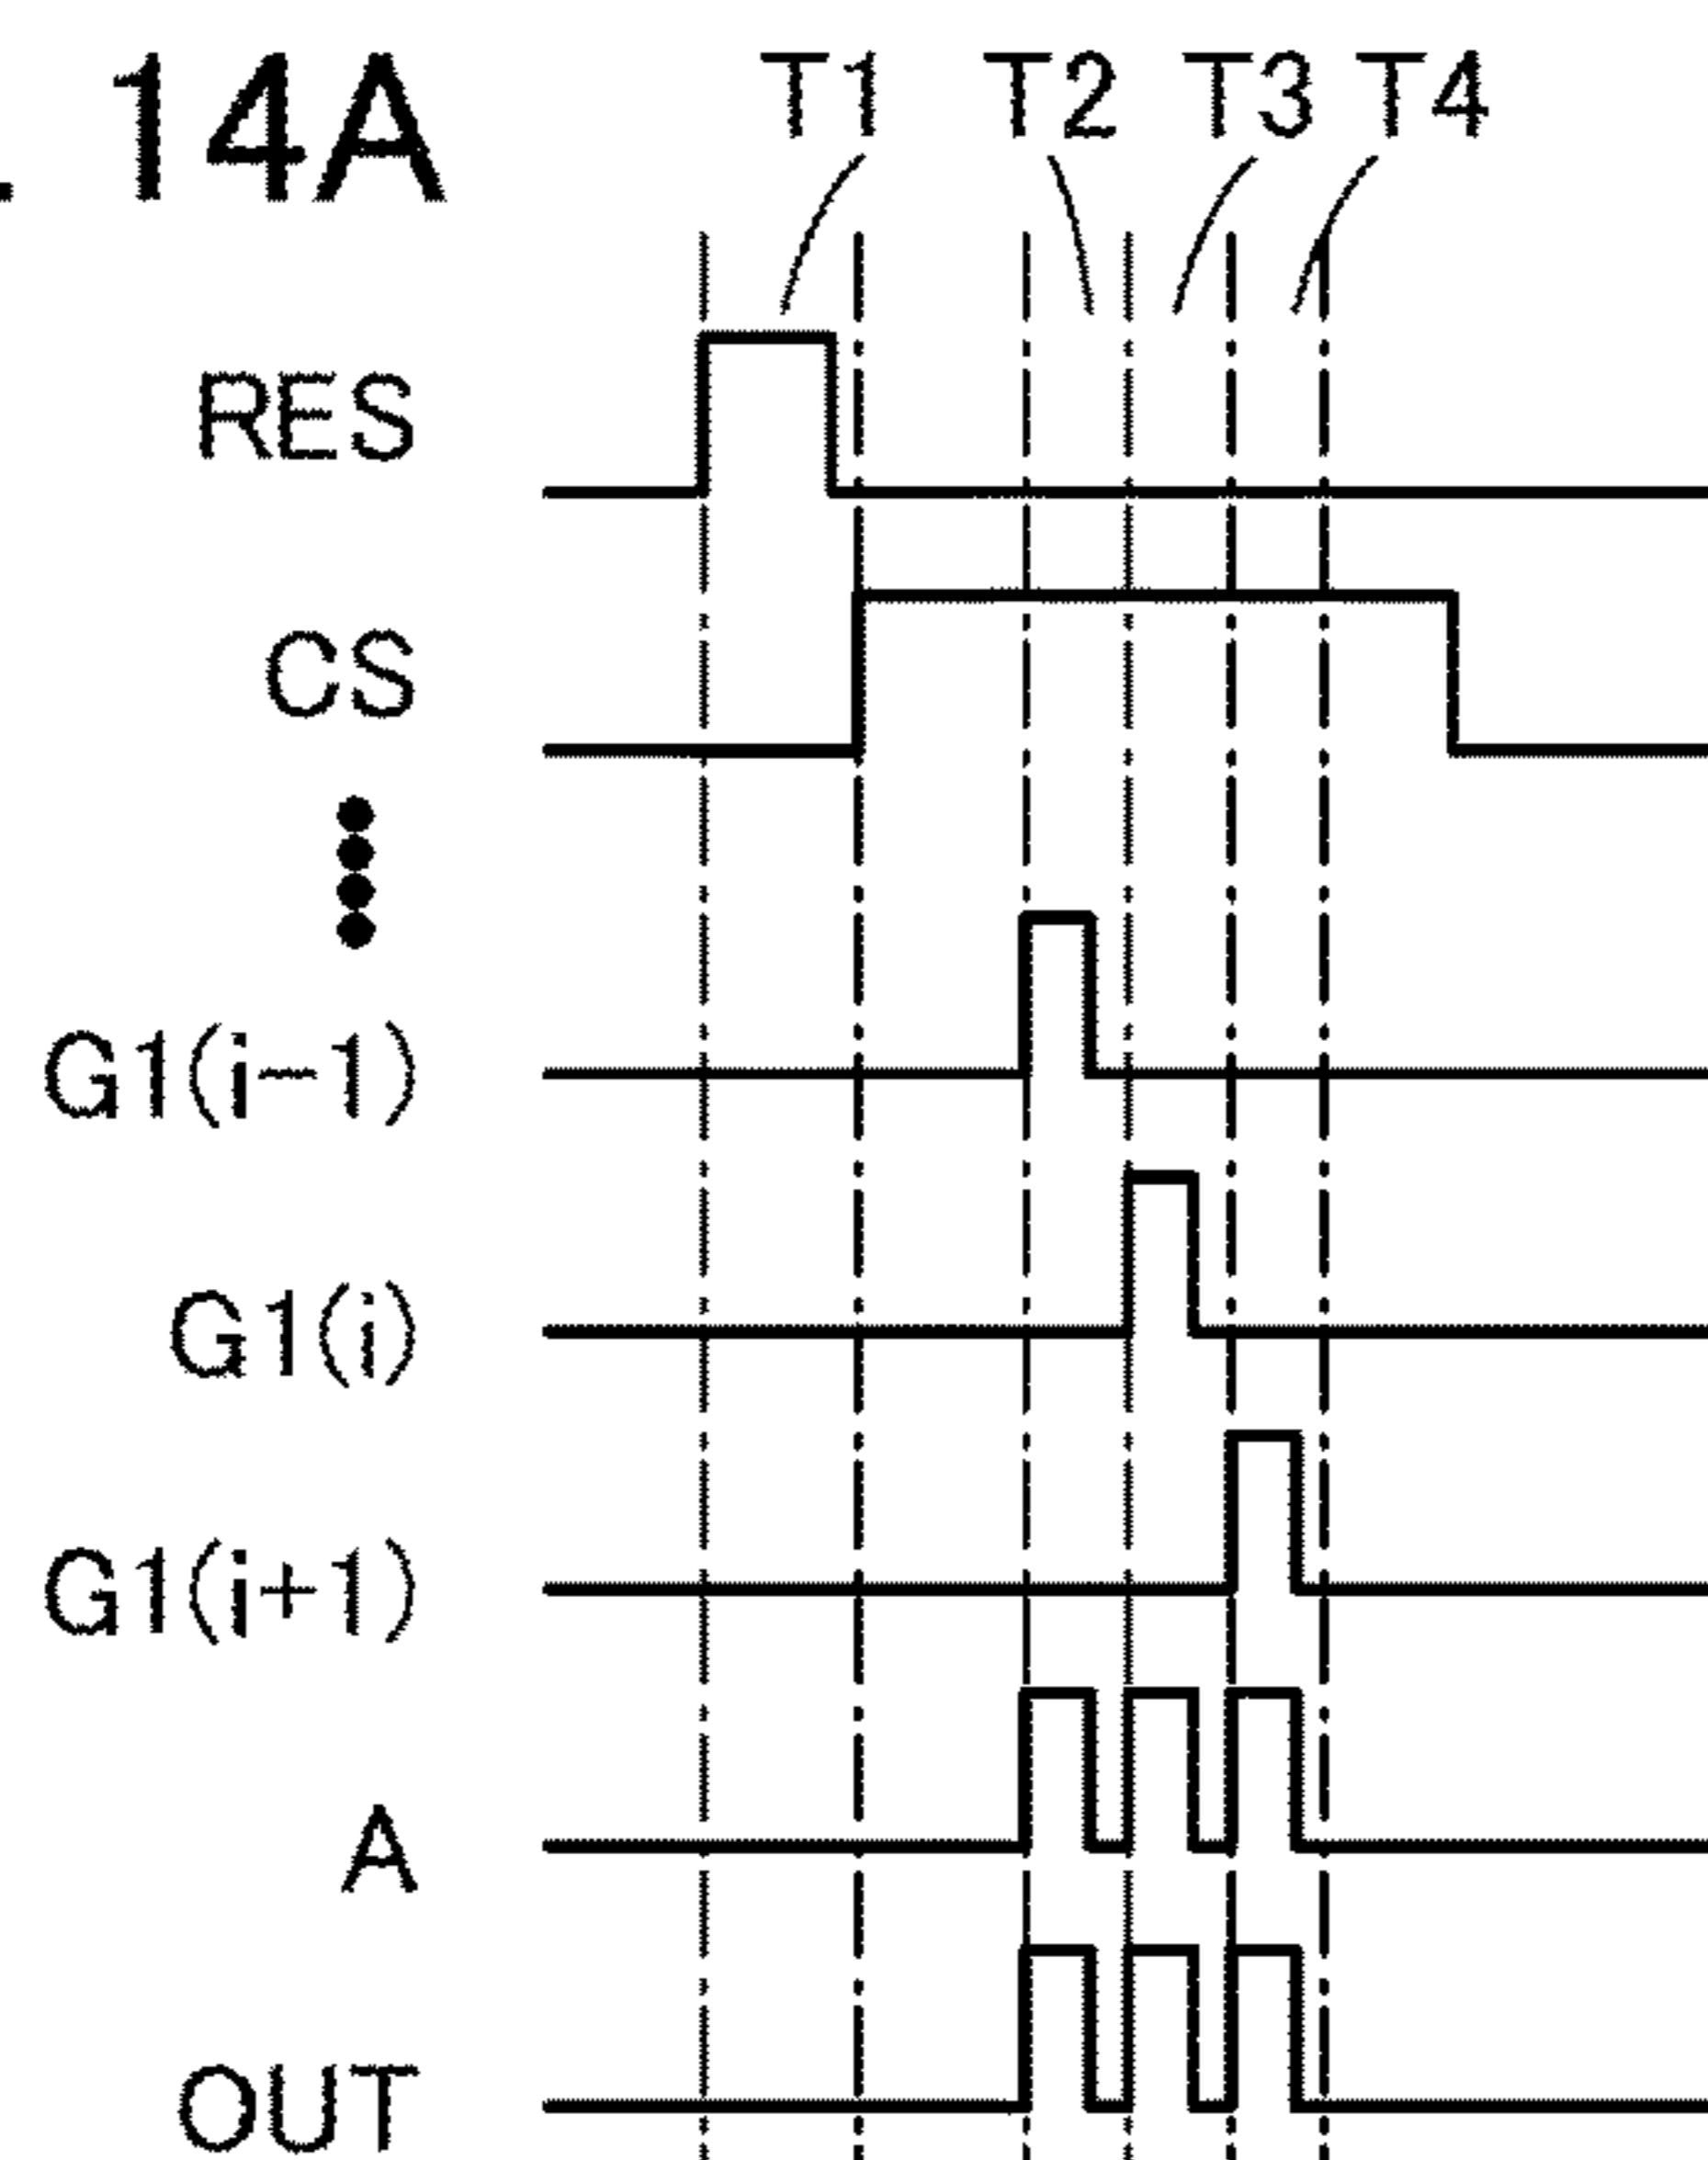 . 14A
T1 T2 T3 T4
RES
CS
G1(i−1)
G1(i)
G1(i+1)
A
OUT